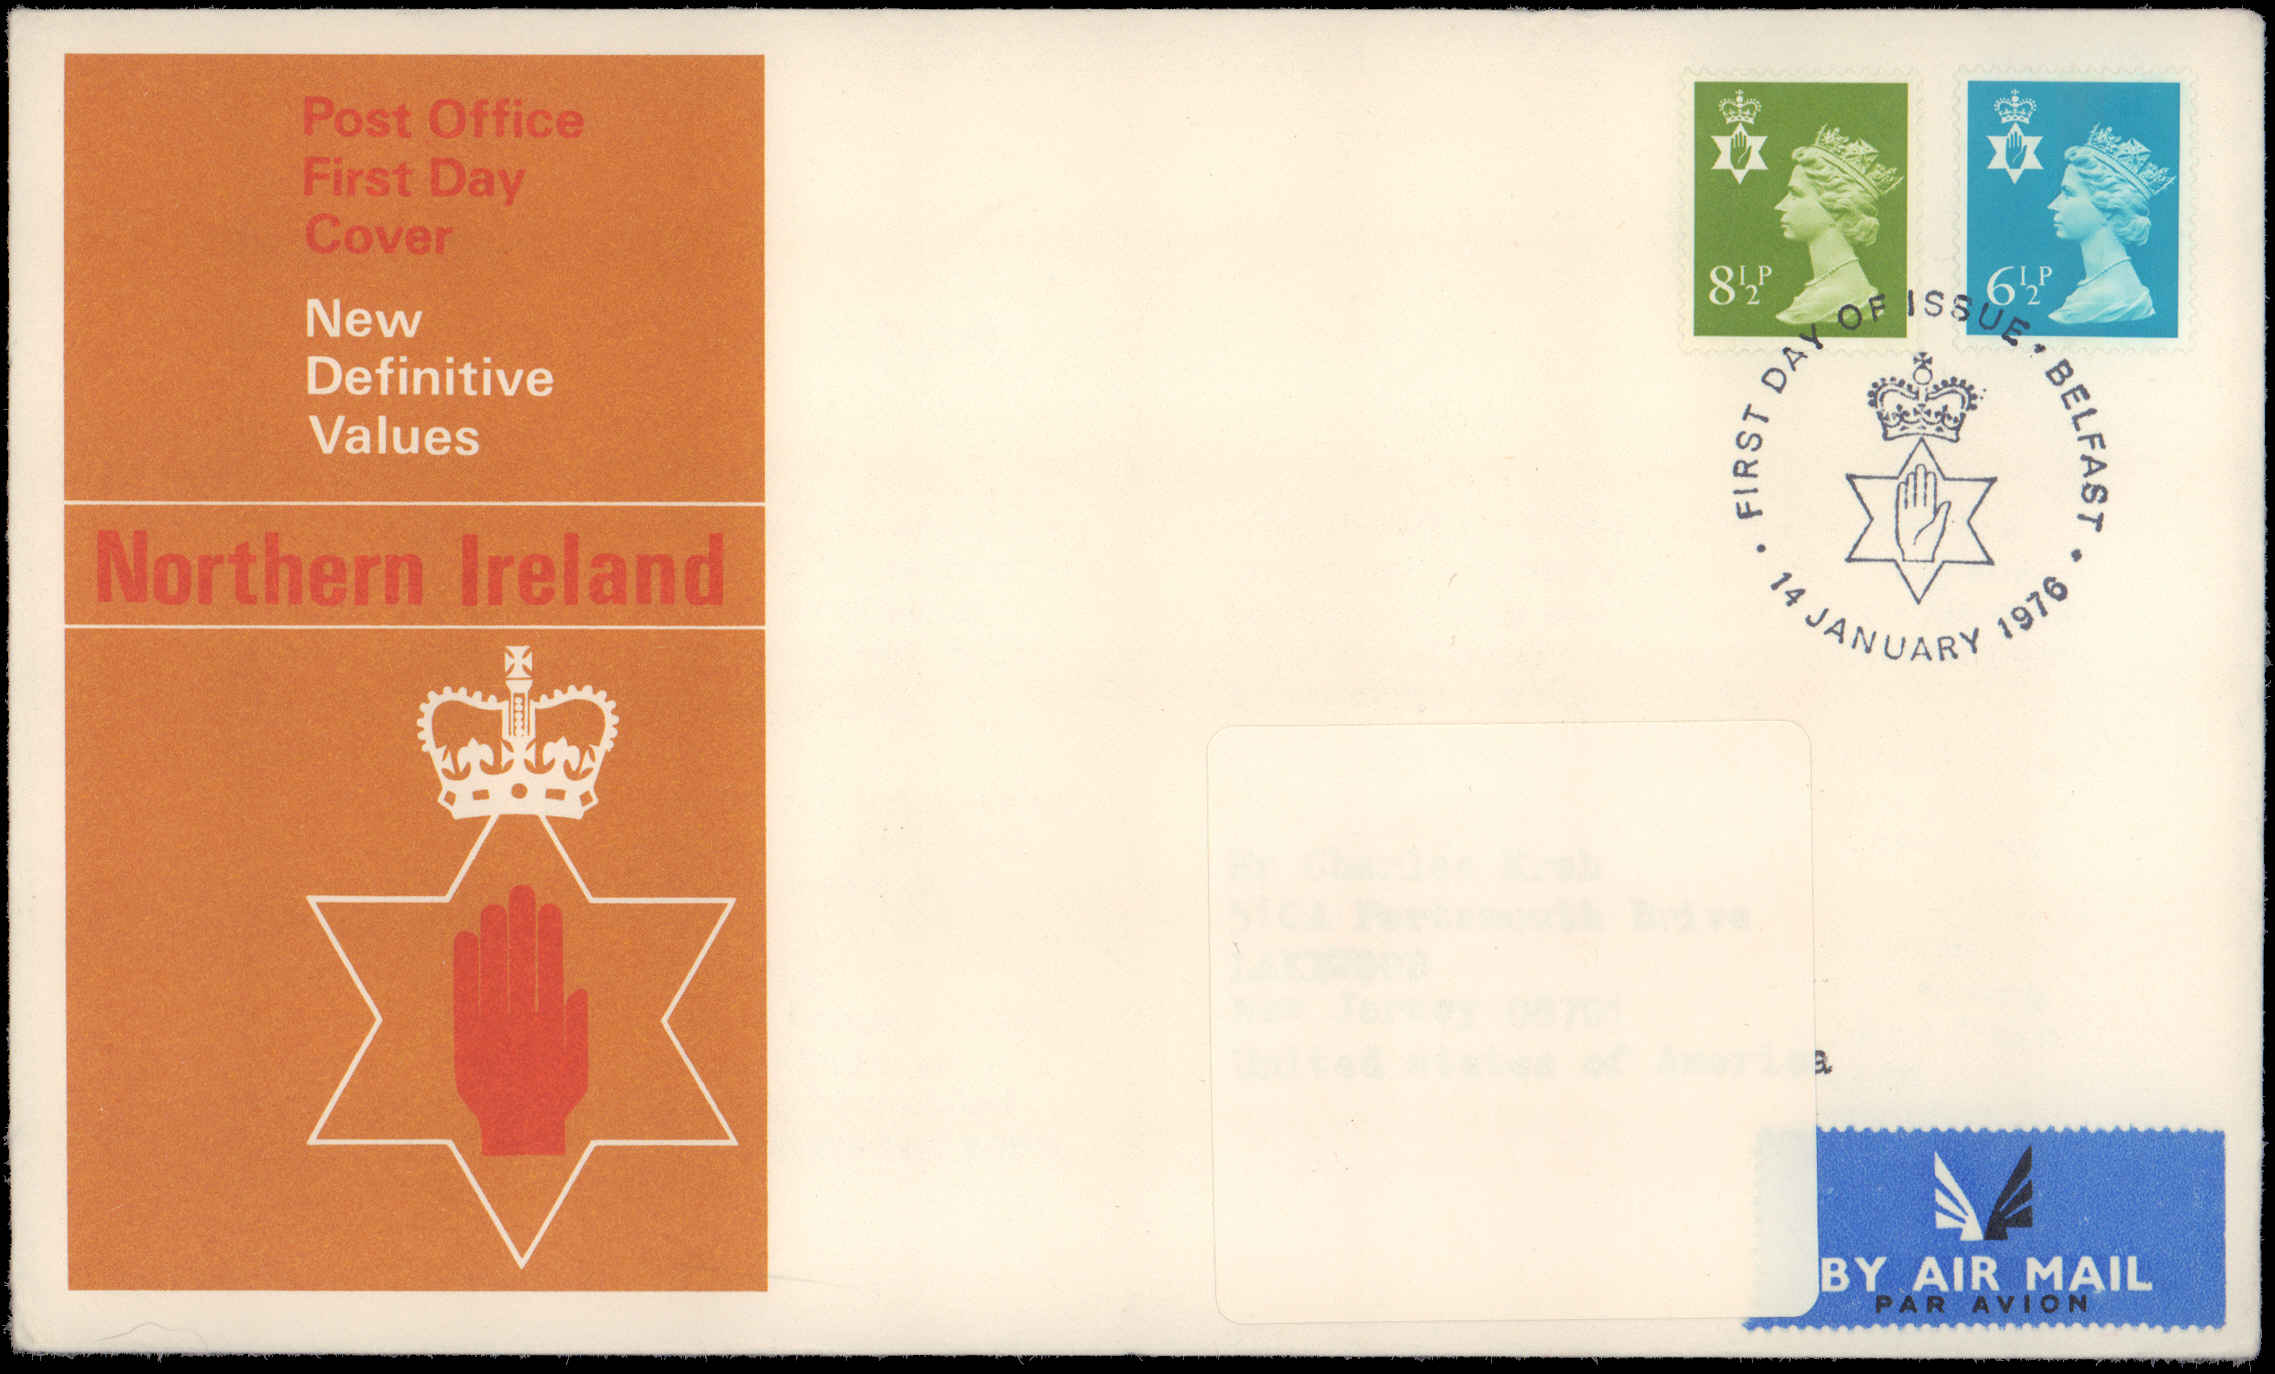 Post Office
First Day
Cover
New
Definitive
Values
Northern Ireland
8½P
6½P
FIRST DAY OF ISSUE • BELFAST •
• 14 JANUARY 1976
Drive
New Jersey
United states of America
BY AIR MAIL
PAR AVION